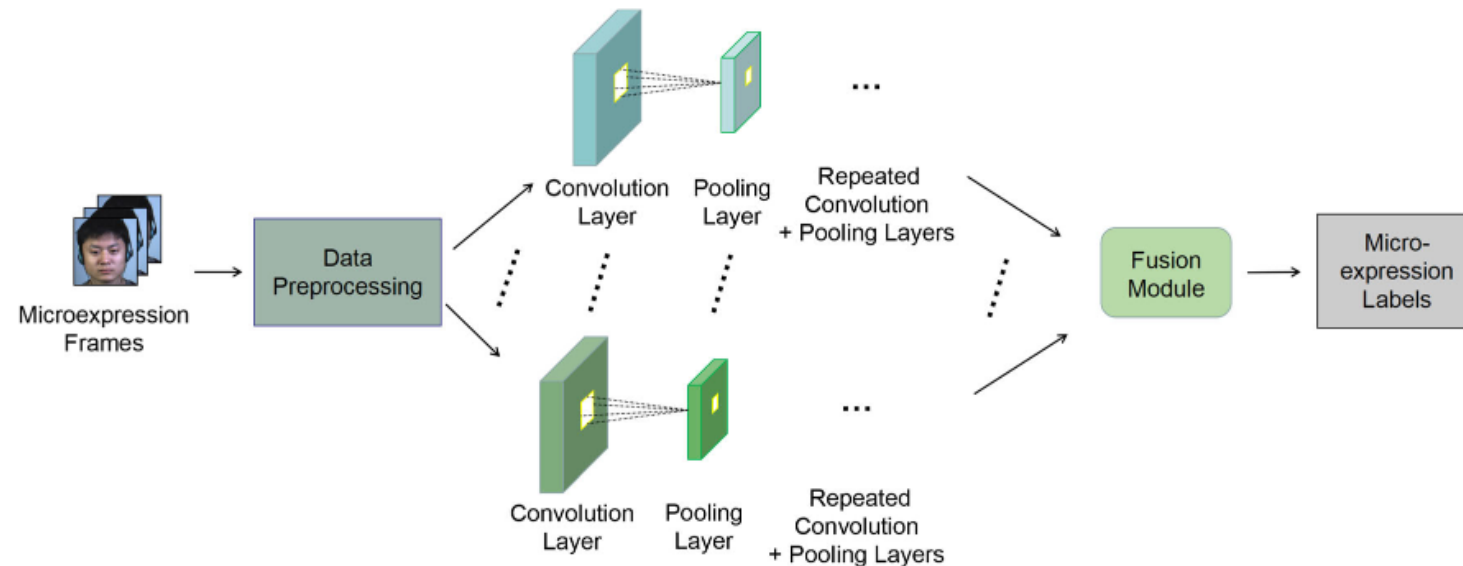 ...
Convolution
Layer
Pooling
Layer
Repeated
Convolution
+ Pooling Layers
Microexpression
Frames
Data
Preprocessing
Fusion
Module
Micro-
expression
Labels
...
Convolution
Layer
Pooling
Layer
Repeated
Convolution
+ Pooling Layers